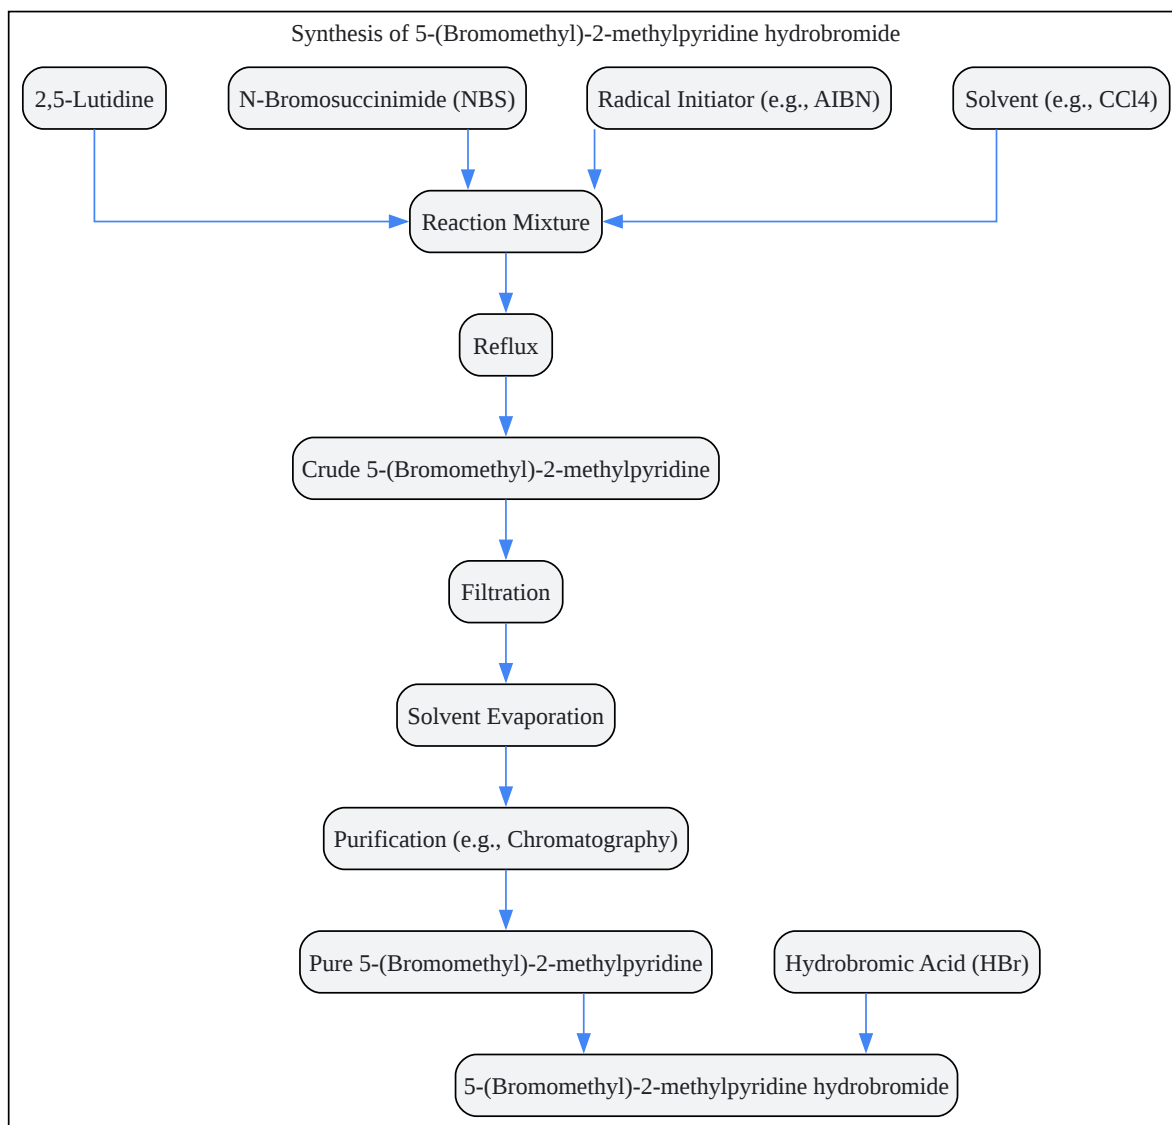 Synthesis of 5-(Bromomethyl)-2-methylpyridine hydrobromide
2,5-Lutidine
N-Bromosuccinimide (NBS)
Radical Initiator (e.g., AIBN)
Solvent (e.g., CCl4)
Reaction Mixture
Reflux
Crude 5-(Bromomethyl)-2-methylpyridine
Filtration
Solvent Evaporation
Purification (e.g., Chromatography)
Pure 5-(Bromomethyl)-2-methylpyridine
Hydrobromic Acid (HBr)
5-(Bromomethyl)-2-methylpyridine hydrobromide